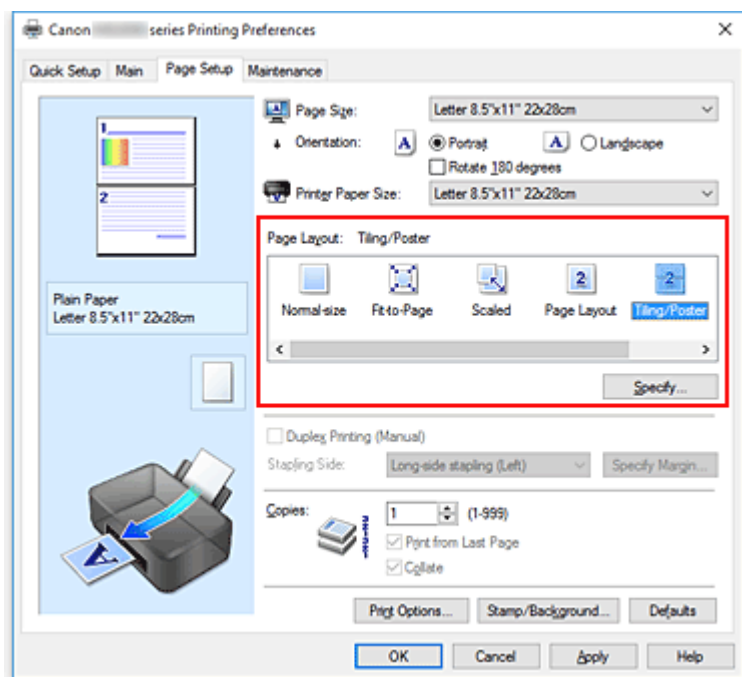 Canon series Printing Preferences
Quick Setup Main Page Setup Maintenance
1
2
Plain Paper
Letter 8.5"x11" 22x28cm
Page Size: Letter 8.5"x11" 22x28cm
Orientation: A Portrait A Landscape
Rotate 180 degrees
Printer Paper Size: Letter 8.5"x11" 22x28cm
Page Layout: Tiling/Poster
2 2
Normal-size Fit-to-Page Scaled Page Layout Tiling/Poster
Specify...
Duplex Printing (Manual)
Stapling Side: Long-side stapling (Left) Specify Margin...
Copies: 1 (1-999)
Print from Last Page
Collate
A
Print Options... Stamp/Background... Defaults
OK Cancel Apply Help